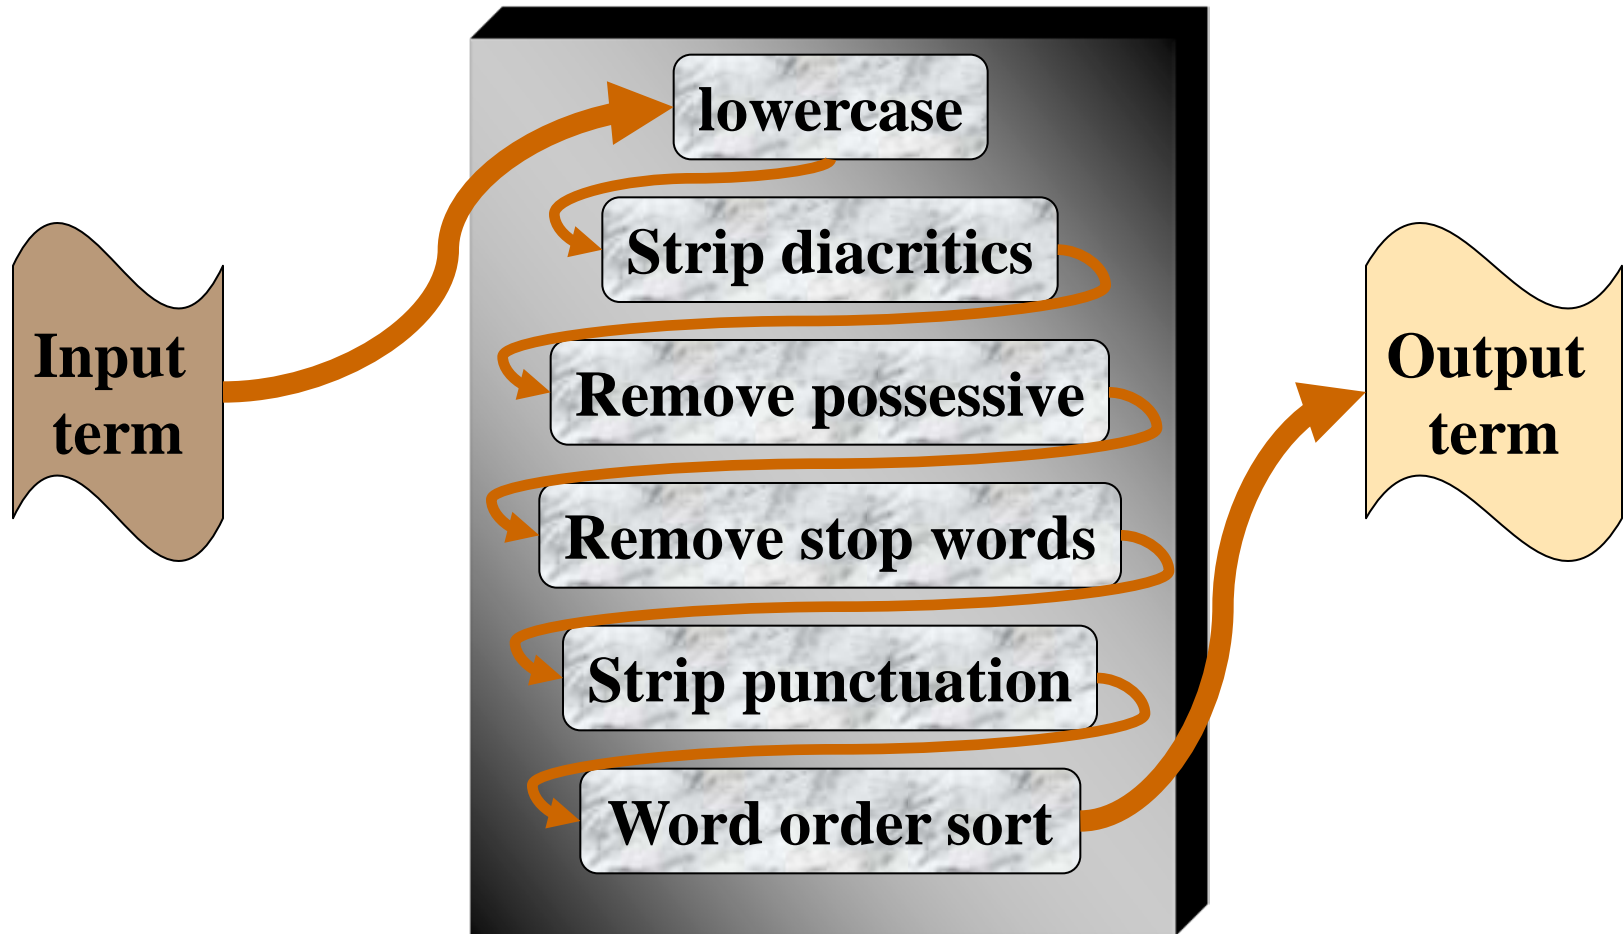 lowercase
Strip diacritics
Remove possessive
Remove stop words
Strip punctuation
Word order sort
Input
term
Output
term